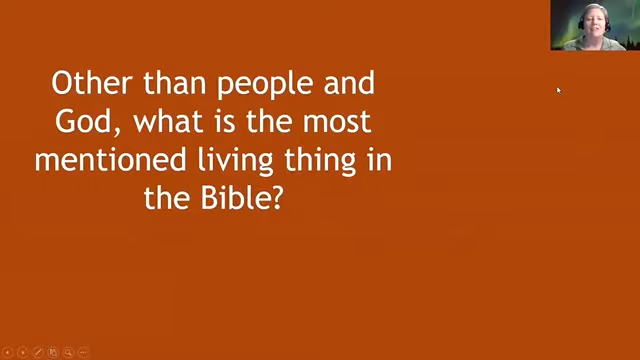 Other than people and
God, what is the most
mentioned living thing in
the Bible?